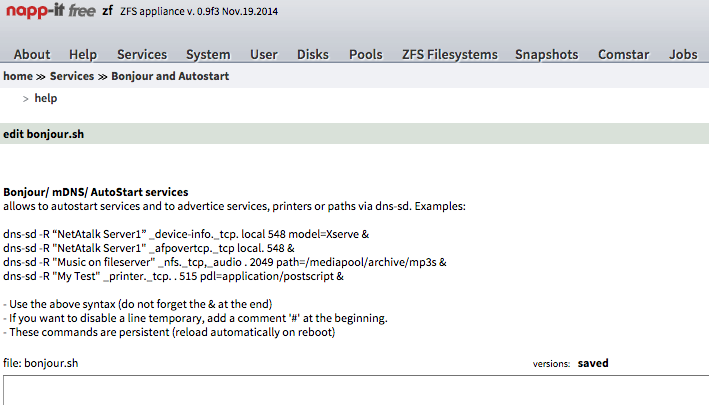 napp-it free zf ZFS appliance v. 0.9f3 Nov.19.2014
About Help Services System User Disks Pools ZFS Filesystems Snapshots Comstar Jobs
home >> Services >> Bonjour and Autostart
> help
edit bonjour.sh
Bonjour/ mDNS/ AutoStart services
allows to autostart services and to advertice services, printers or paths via dns-sd. Examples:
dns-sd -R “NetAtalk Server1” _device-info._tcp. local 548 model=Xserve &
dns-sd -R "NetAtalk Server1" _afpovertcp._tcp local. 548 &
dns-sd -R "Music on fileserver" _nfs._tcp,_audio . 2049 path=/mediapool/archive/mp3s &
dns-sd -R "My Test" _printer._tcp. . 515 pdl=application/postscript &
- Use the above syntax (do not forget the & at the end)
- If you want to disable a line temporary, add a comment '#' at the beginning.
- These commands are persistent (reload automatically on reboot)
file: bonjour.sh versions: saved